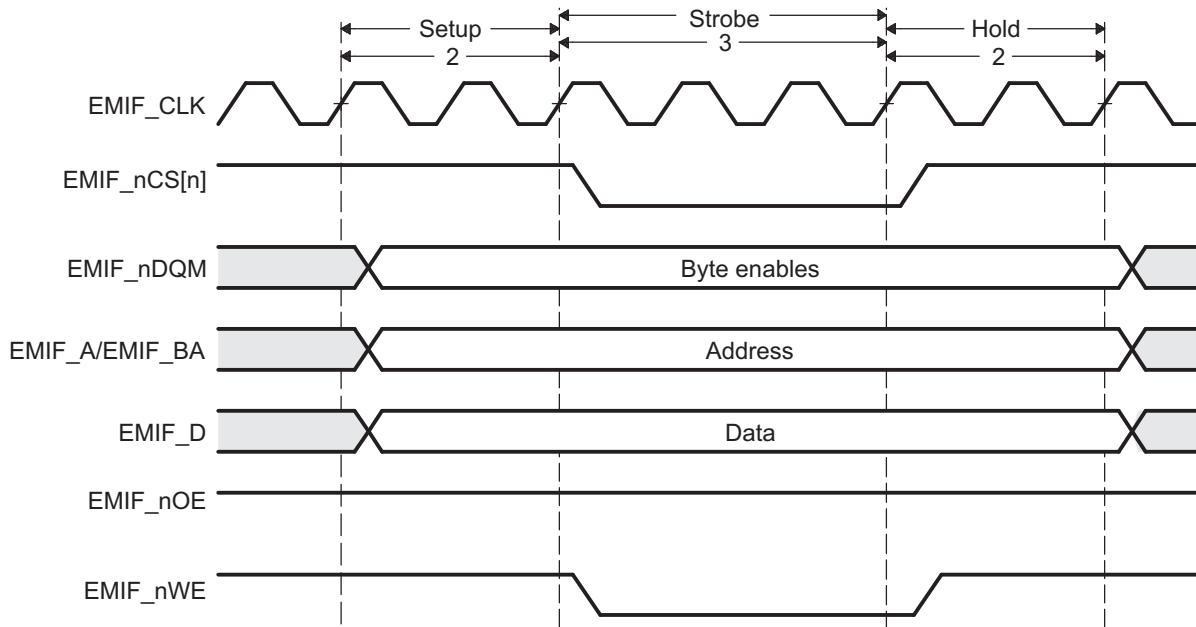 Setup
Strobe
Hold
2
3
2
EMIF_CLK
EMIF_nCS[n]
EMIF_nDQM
Byte enables
EMIF_A/EMIF_BA
Address
EMIF_D
Data
EMIF_nOE
EMIF_nWE